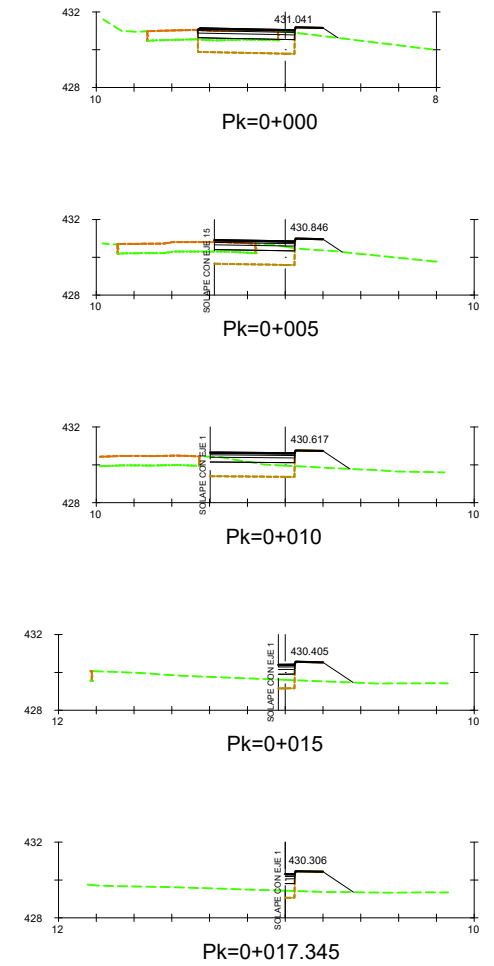 432
431.041
428
10
8
Pk=0+000
432
SOLAPE CON EJE 15
430.846
428
10
10
Pk=0+005
432
SOLAPE CON EJE 1
430.617
428
10
10
Pk=0+010
432
SOLAPE CON EJE 1
430.405
428
12
10
Pk=0+015
432
SOLAPE CON EJE 1
430.306
428
12
10
Pk=0+017.345